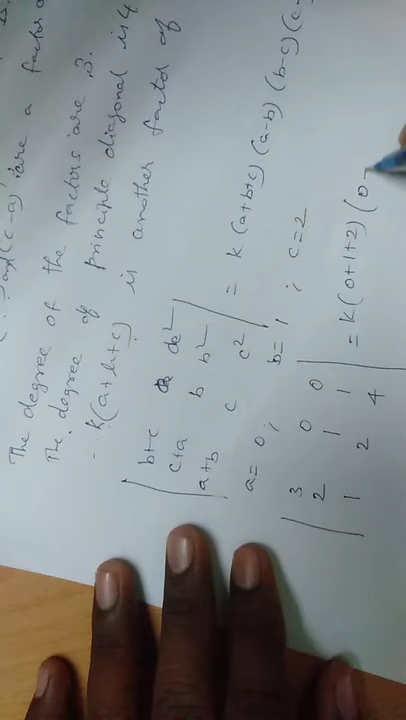 (c-a) are a factor o
The degree of the factors are 3.
The degree of principle diagonal is 4
k(a+b+c) is another factor of
| b+c a a² |
| c+a b b² | = k (a+b+c) (a-b) (b-c) (c-
| a+b c c² |
a = 0 ; b = 1 ; c = 2
| 3 0 0 |
| 2 1 1 | = k (0+1+2) (0-
| 1 2 4 |